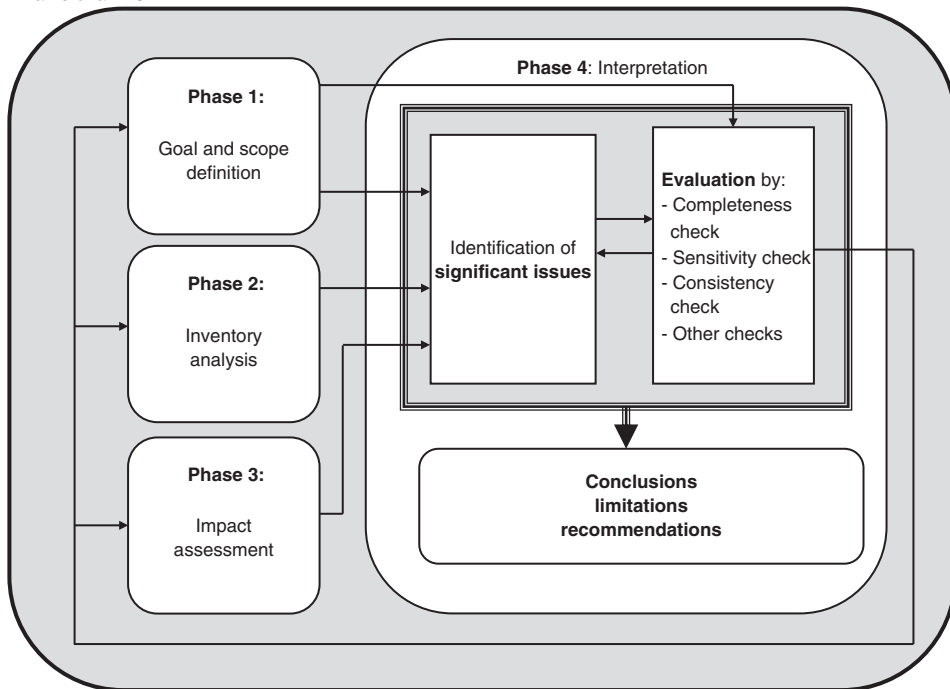 Phase 1:
Goal and scope
definition
Phase 2:
Inventory
analysis
Phase 3:
Impact
assessment
Phase 4: Interpretation
Identification of
significant issues
Evaluation by:
- Completeness
check
- Sensitivity check
- Consistency
check
- Other checks
Conclusions
limitations
recommendations